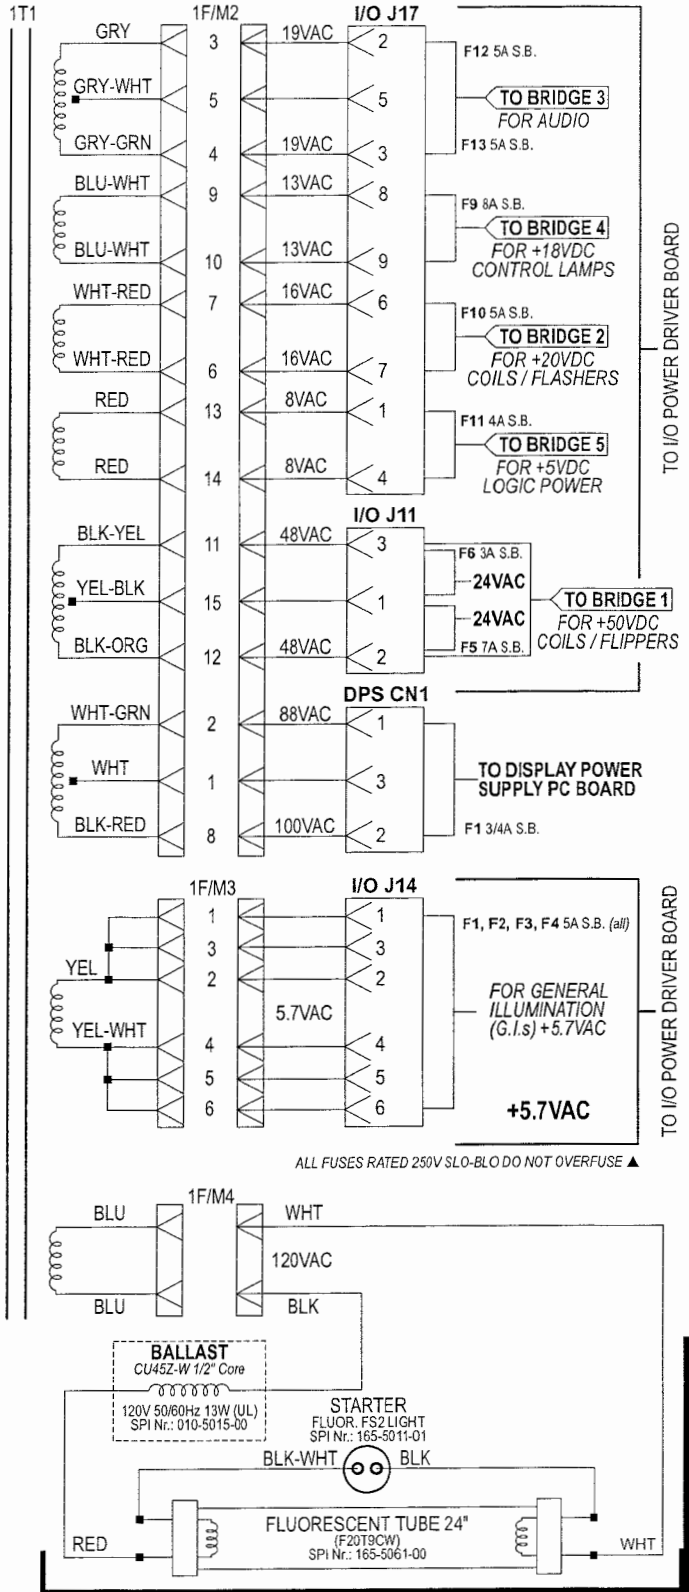 1T1 1F/M2 I/O J17
GRY 3 19VAC 2
F12 5A S.B.
GRY-WHT 5 5 TO BRIDGE 3
FOR AUDIO
GRY-GRN 4 19VAC 3 F13 5A S.B.
BLU-WHT 9 13VAC 8
F9 8A S.B.
TO BRIDGE 4
FOR +18VDC
CONTROL LAMPS
BLU-WHT 10 13VAC 9
WHT-RED 7 16VAC 6
F10 5A S.B.
TO BRIDGE 2
FOR +20VDC
COILS / FLASHERS
WHT-RED 6 16VAC 7
RED 13 8VAC 1
F11 4A S.B.
TO BRIDGE 5
FOR +5VDC
LOGIC POWER
RED 14 8VAC 4
TO I/O POWER DRIVER BOARD
I/O J11
BLK-YEL 11 48VAC 3
F6 3A S.B.
24VAC
YEL-BLK 15 1 TO BRIDGE 1
24VAC
FOR +50VDC
COILS / FLIPPERS
F5 7A S.B.
BLK-ORG 12 48VAC 2
DPS CN1
WHT-GRN 2 88VAC 1
WHT 1 3
TO DISPLAY POWER
SUPPLY PC BOARD
BLK-RED 8 100VAC 2 F1 3/4A S.B.
1F/M3 I/O J14
1 1 F1, F2, F3, F4 5A S.B. (all)
3 3
YEL 2 2
5.7VAC
FOR GENERAL
ILLUMINATION
(G.I.s) +5.7VAC
YEL-WHT 4 4
5 5
6 6 +5.7VAC
TO I/O POWER DRIVER BOARD
ALL FUSES RATED 250V SLO-BLO DO NOT OVERFUSE ▲
1F/M4
BLU WHT
120VAC
BLU BLK
BALLAST
CU45Z-W 1/2" Core
120V 50/60Hz 13W (UL)
SPI Nr.: 010-5015-00
STARTER
FLUOR. FS2 LIGHT
SPI Nr.: 165-5011-01
BLK-WHT BLK
FLUORESCENT TUBE 24"
(F20T9CW)
SPI Nr.: 165-5061-00
RED WHT